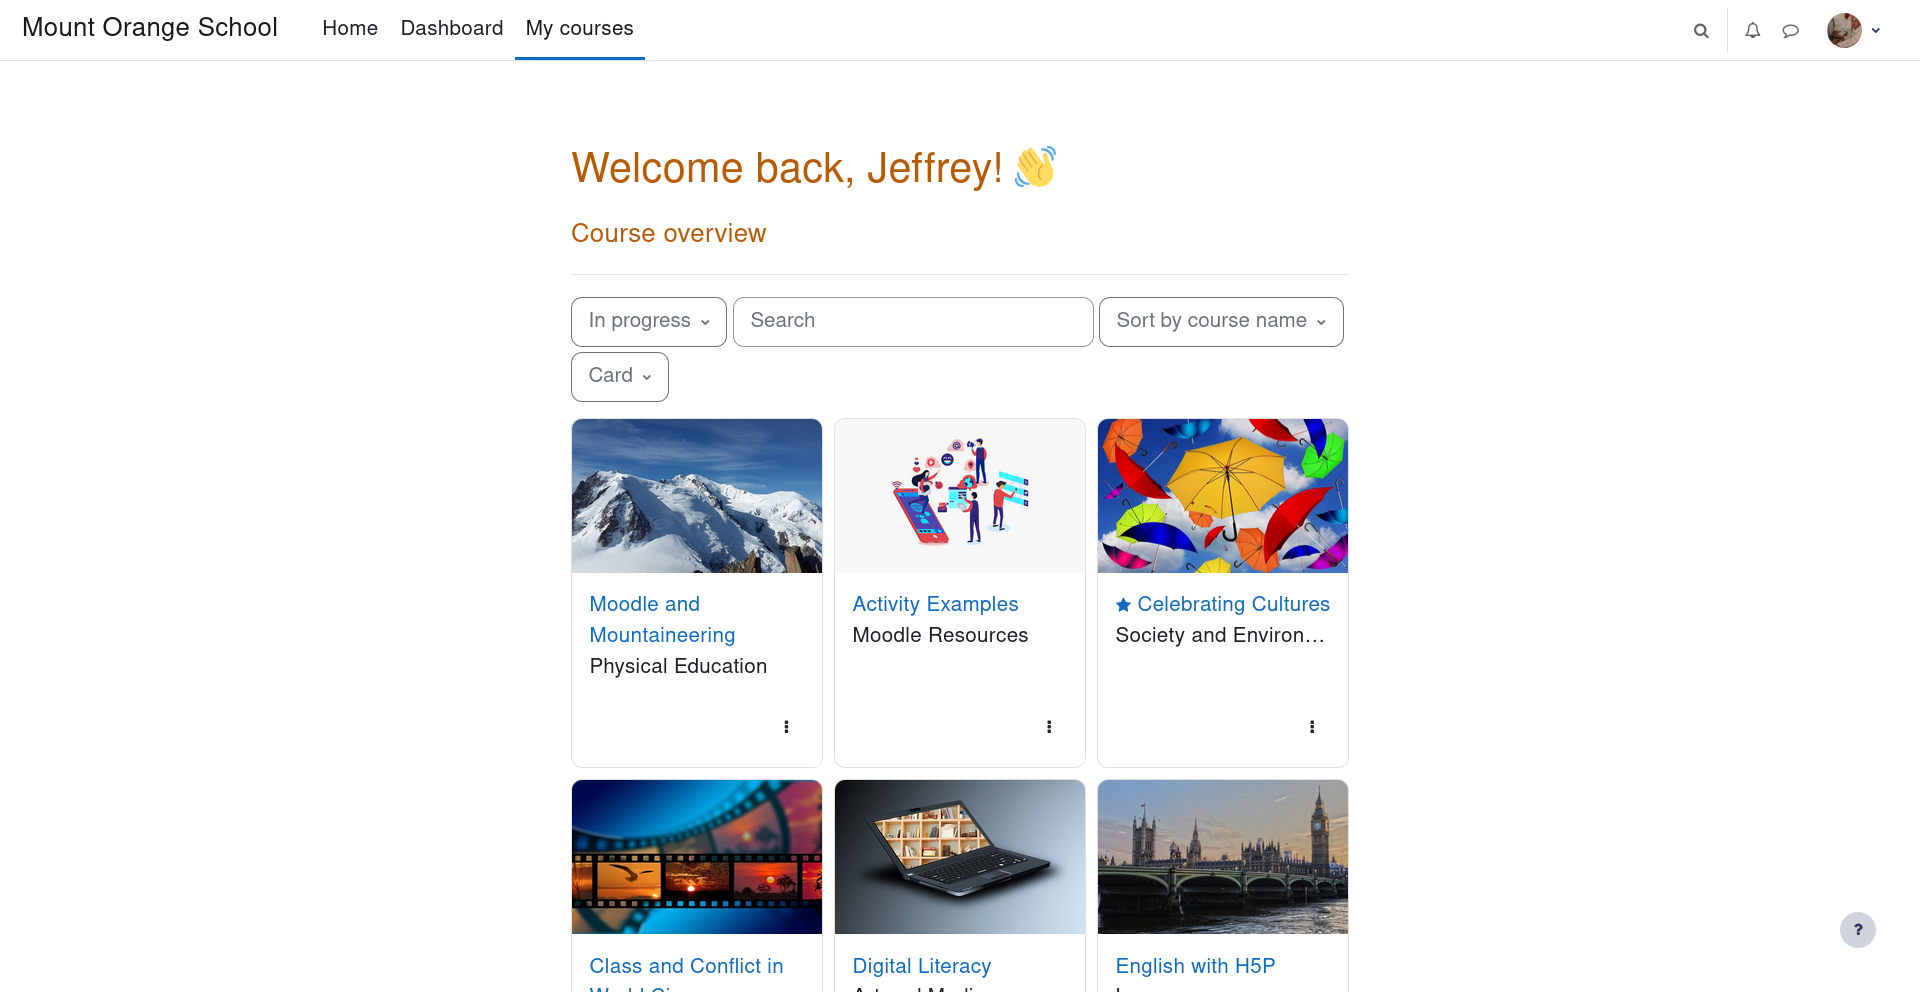 Mount Orange School
Home
Dashboard
My courses
Welcome back, Jeffrey! 👋
Course overview
In progress
Search
Sort by course name
Card
Moodle and
Mountaineering
Physical Education
Activity Examples
Moodle Resources
Celebrating Cultures
Society and Environ...
Class and Conflict in
Digital Literacy
English with H5P
?